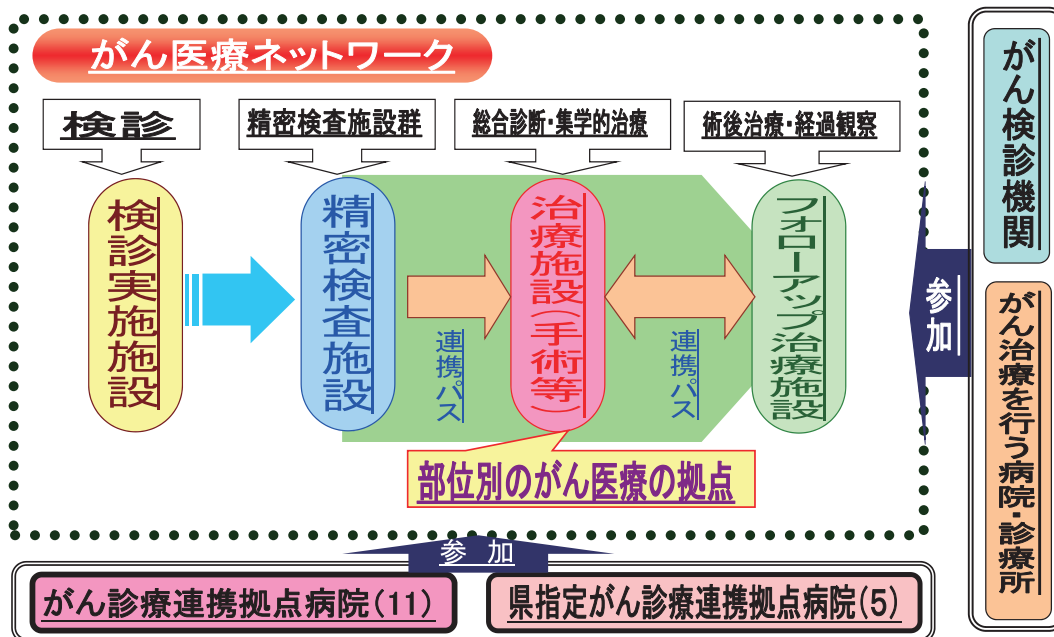 がん医療ネットワーク
検診
精密検査施設群
総合診断・集学的治療
術後治療・経過観察
検診実施施設
精密検査施設
連携パス
治療施設(手術等)
連携パス
フォローアップ治療施設
部位別のがん医療の拠点
参加
がん検診機関
がん治療を行う病院・診療所
参加
がん診療連携拠点病院(11)
県指定がん診療連携拠点病院(5)